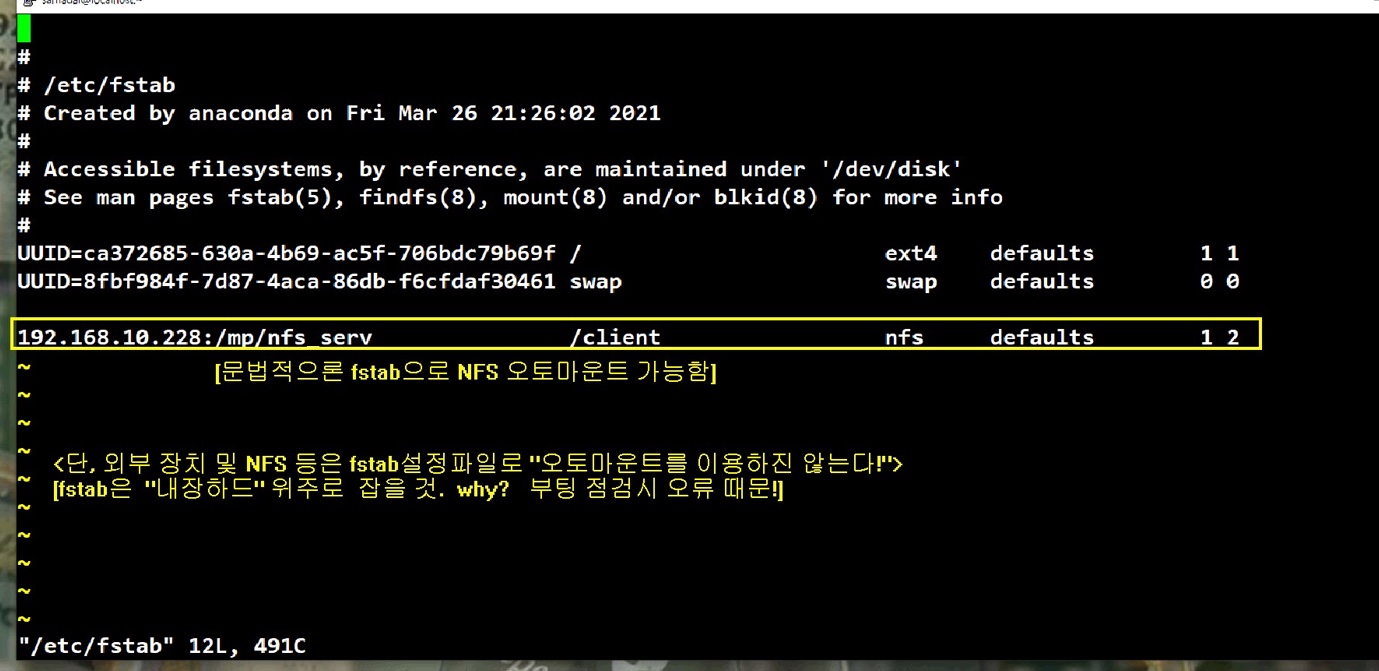 #
# /etc/fstab
# Created by anaconda on Fri Mar 26 21:26:02 2021
#
# Accessible filesystems, by reference, are maintained under '/dev/disk'
# See man pages fstab(5), findfs(8), mount(8) and/or blkid(8) for more info
#
UUID=ca372685-630a-4b69-ac5f-706bdc79b69f / ext4 defaults 1 1
UUID=8fbf984f-7d87-4aca-86db-f6cfdaf30461 swap swap defaults 0 0
192.168.10.228:/mp/nfs_serv /client nfs defaults 1 2
~ [문법적으론 fstab으로 NFS 오토마운트 가능함]
~
~
~ <단, 외부 장치 및 NFS 등은 fstab설정파일로 "오토마운트를 이용하진 않는다!">
~ [fstab은 "내장하드" 위주로 잡을 것. why? 부팅 점검시 오류 때문!]
~
~
~
~
~
"/etc/fstab" 12L, 491C